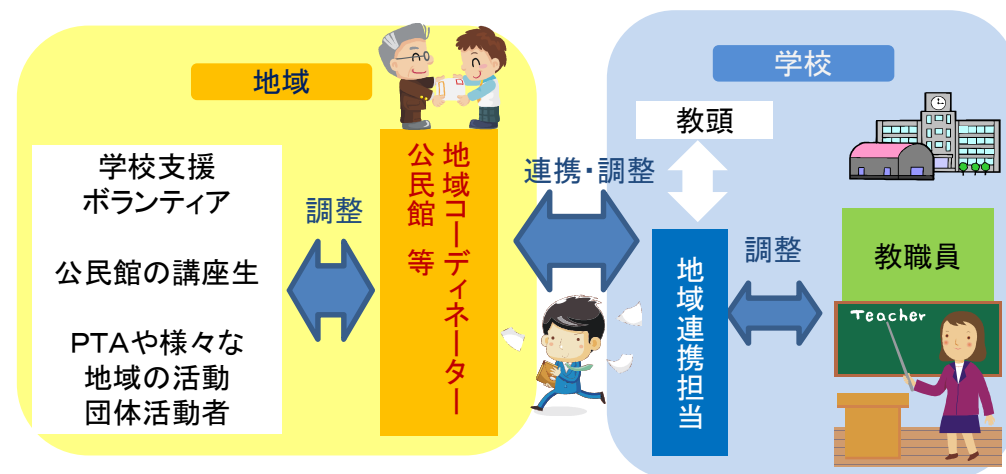 地域
学校支援
ボランティア
公民館の講座生
PTAや様々な
地域の活動
団体活動者
調整
地域コーディネーター
公民館 等
連携・調整
学校
教頭
地域連携担当
調整
教職員
Teacher